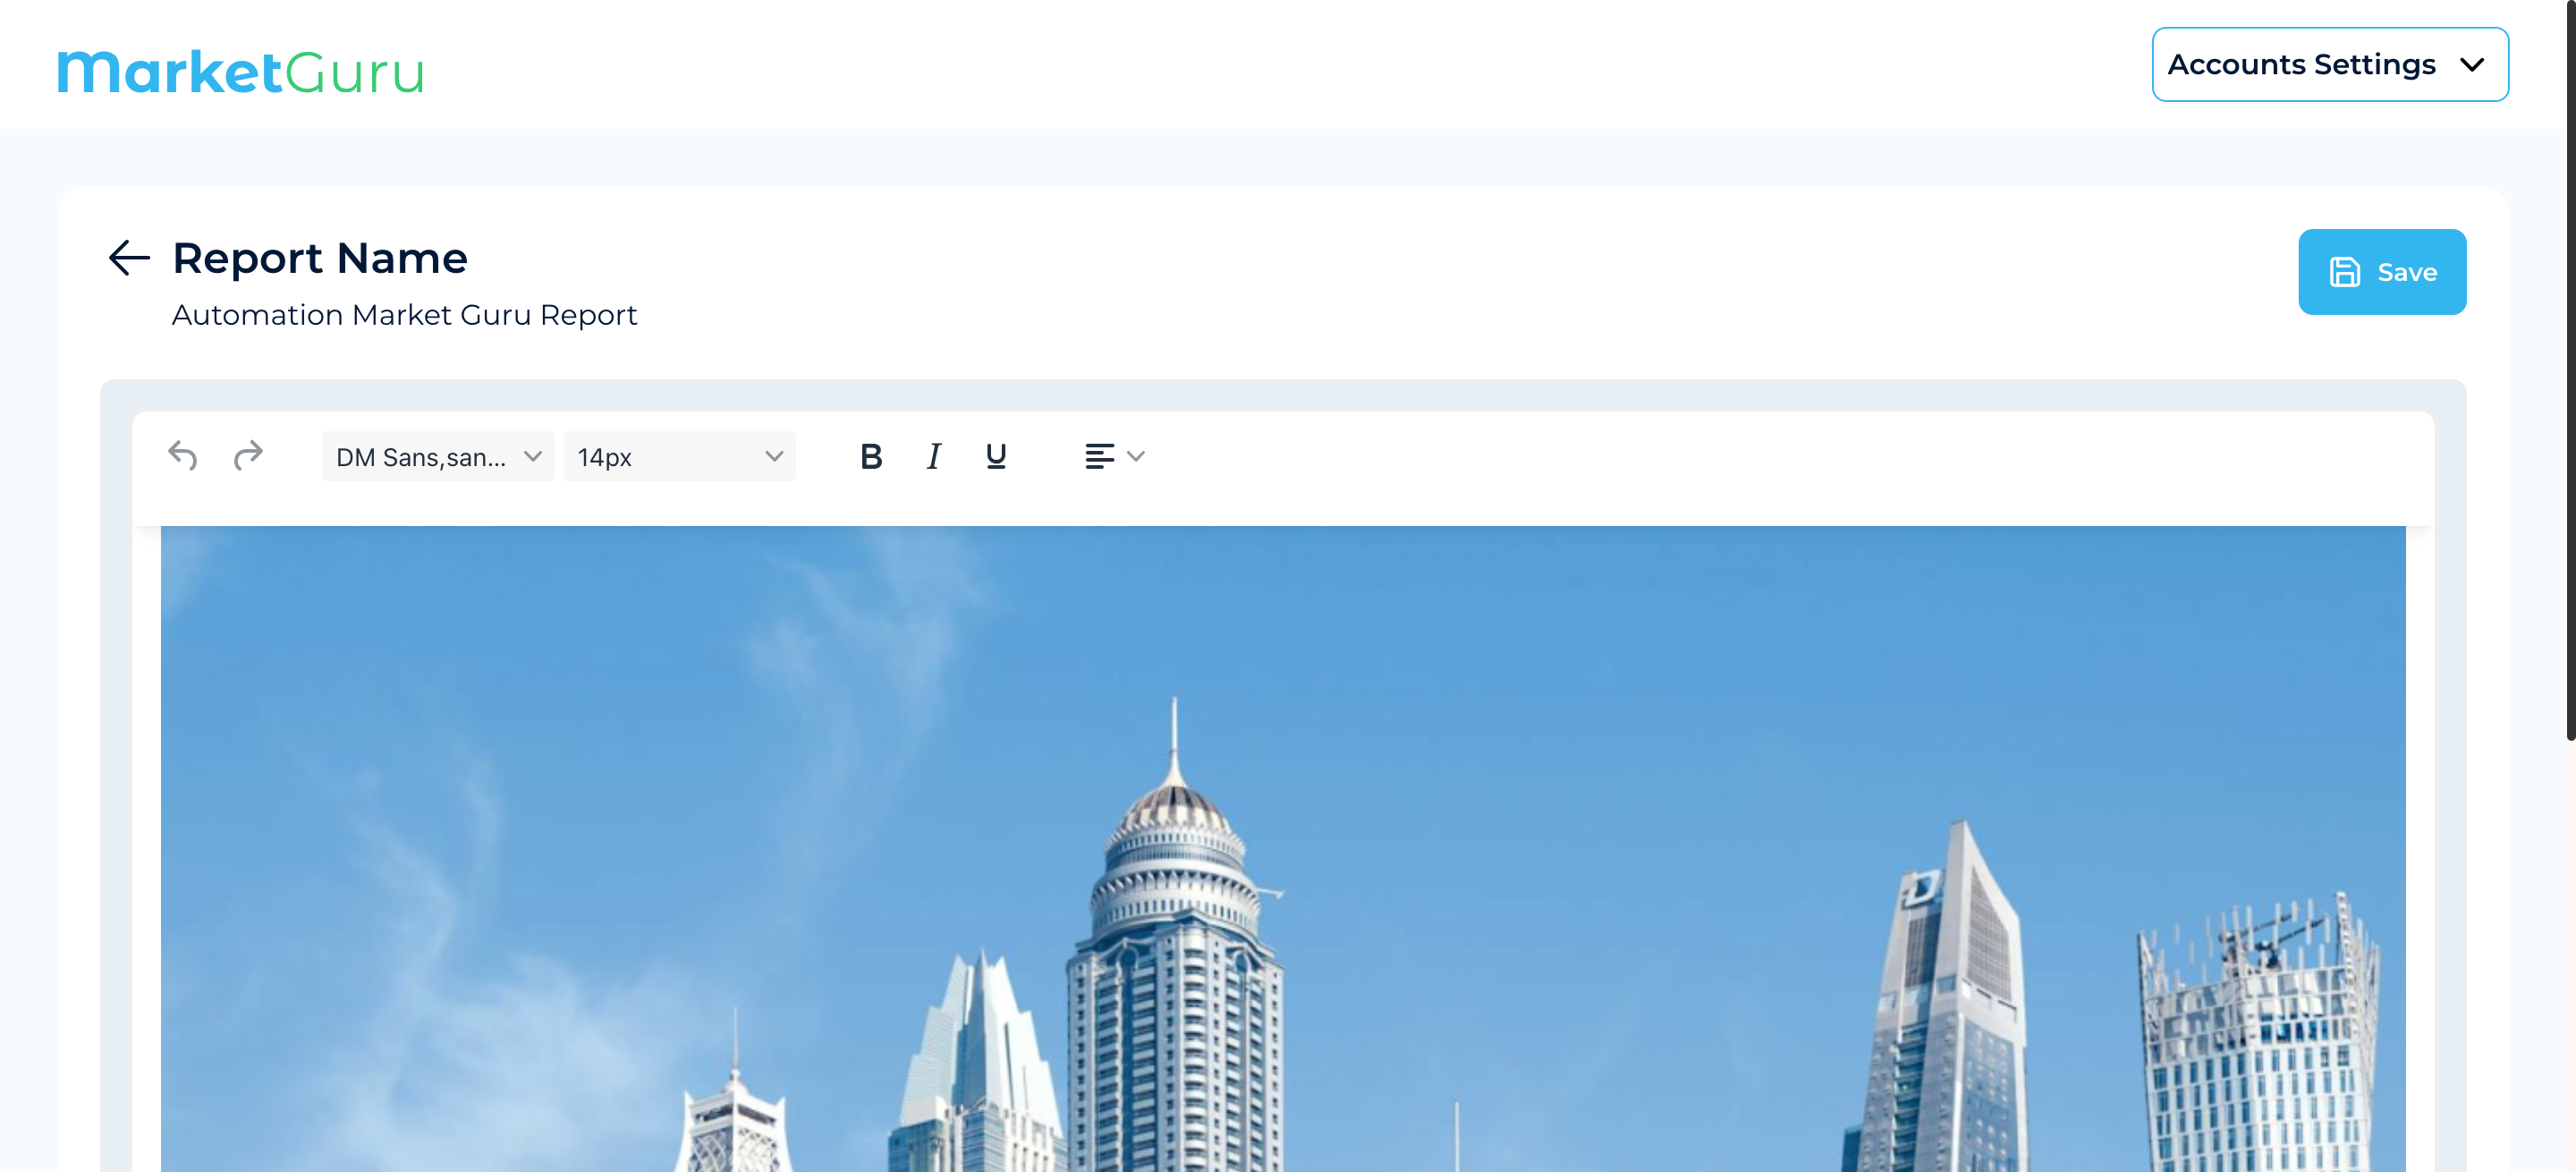 MarketGuru
Accounts Settings
Report Name
Save
Automation Market Guru Report
DM Sans,san...
14px
B I U
D